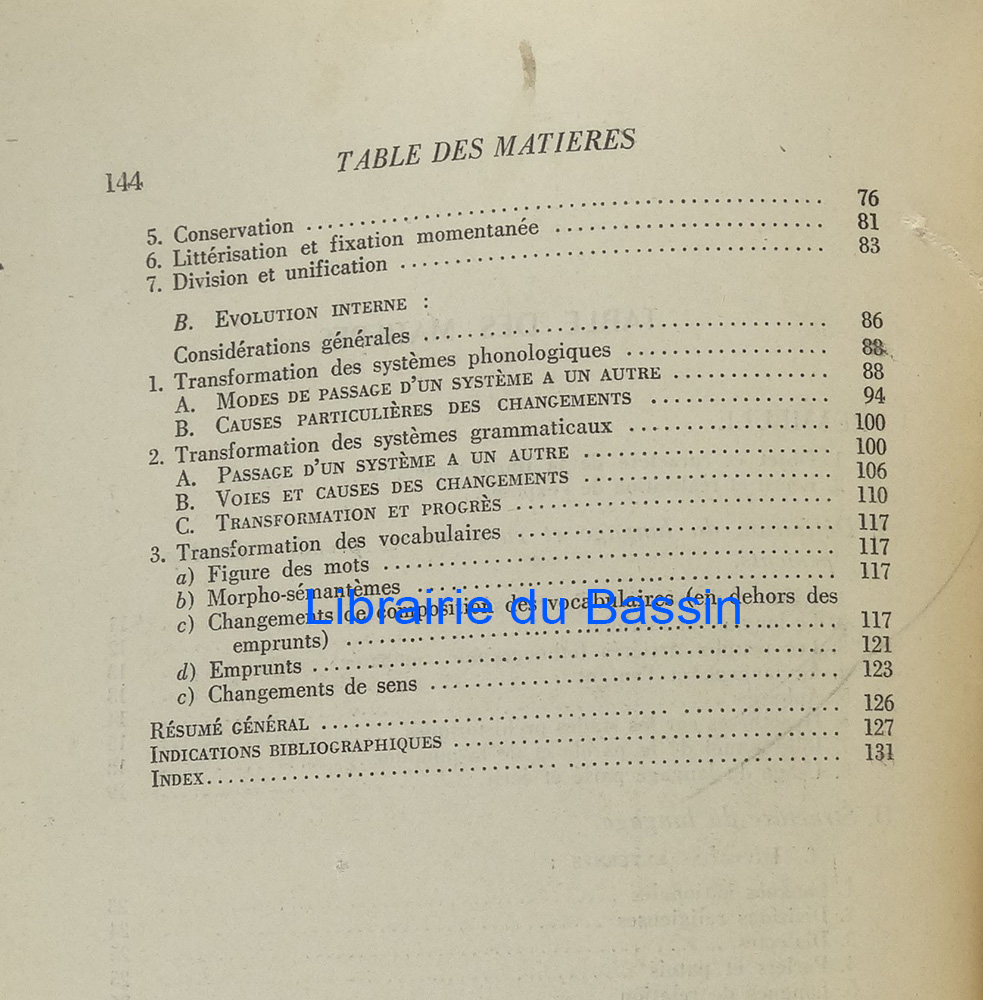 144
TABLE DES MATIERES
5. Conservation ........ 76
6. Littérisation et fixation momentanée ........ 81
7. Division et unification ........ 83
B. EVOLUTION INTERNE :
Considérations générales ........ 86
1. Transformation des systèmes phonologiques ........ 88
A. MODES DE PASSAGE D'UN SYSTÈME A UN AUTRE ........ 88
B. CAUSES PARTICULIÈRES DES CHANGEMENTS ........ 94
2. Transformation des systèmes grammaticaux ........ 100
A. PASSAGE D'UN SYSTÈME A UN AUTRE ........ 100
B. VOIES ET CAUSES DES CHANGEMENTS ........ 106
C. TRANSFORMATION ET PROGRÈS ........ 110
3. Transformation des vocabulaires ........ 117
a) Figure des mots ........ 117
b) Morpho-sémantèmes ........ 117
c) Changements de composition des vocabulaires (en dehors des
emprunts) ........ 117
d) Emprunts ........ 121
c) Changements de sens ........ 123
RÉSUMÉ GÉNÉRAL ........ 126
INDICATIONS BIBLIOGRAPHIQUES ........ 127
INDEX ........ 131
Librairie du Bassin